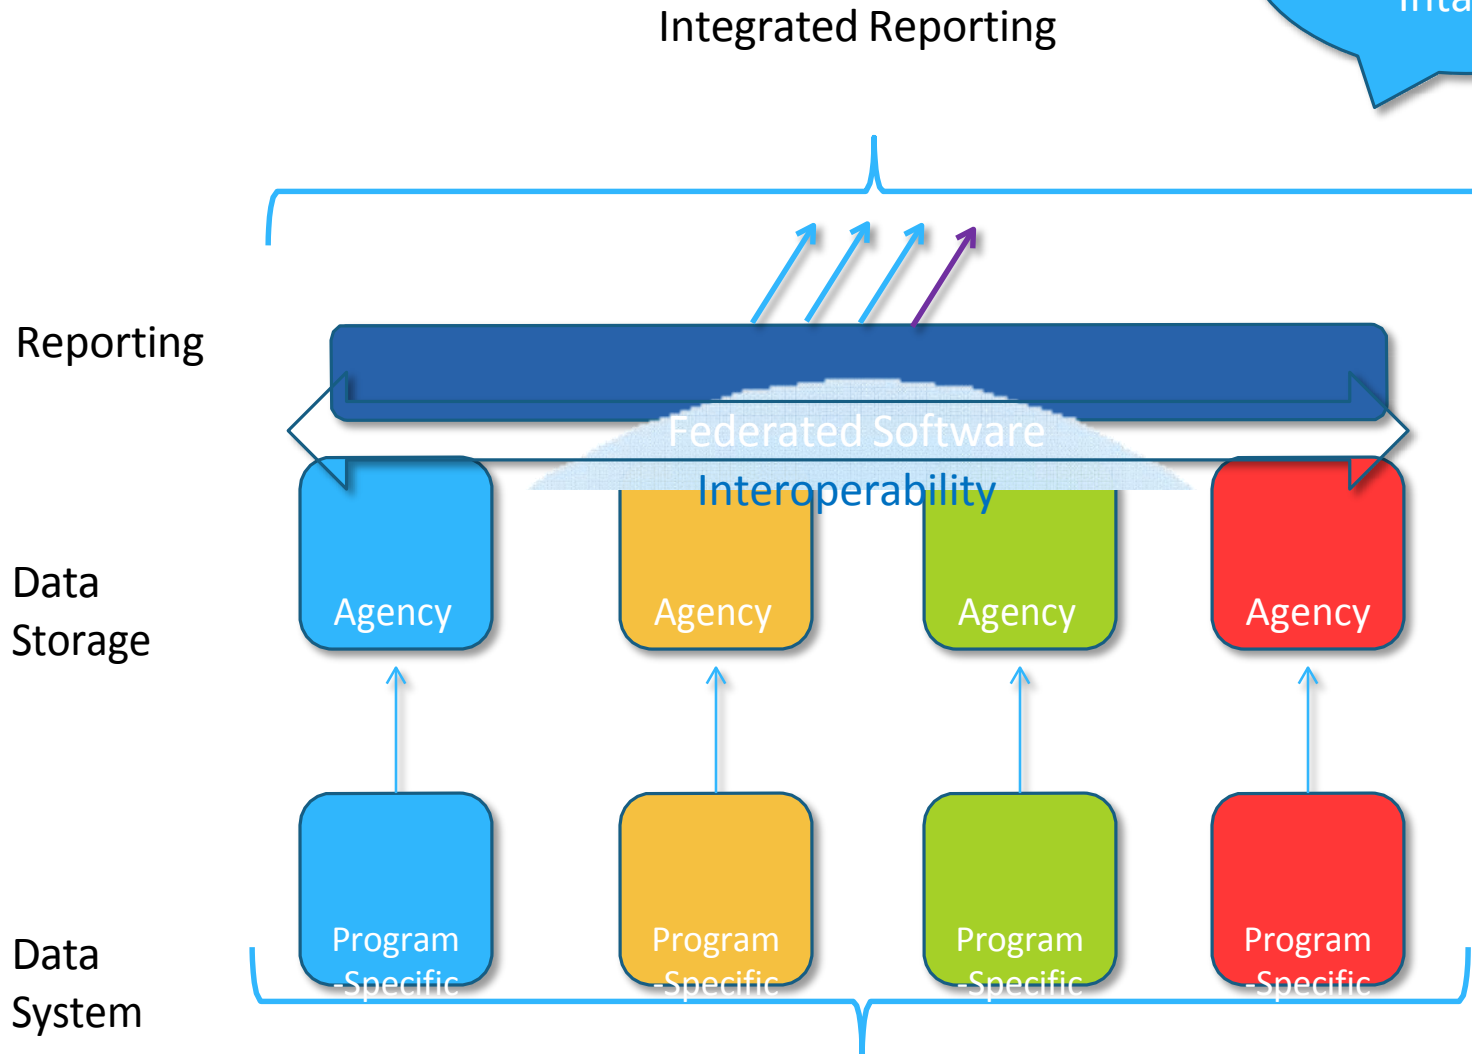 Integrated Reporting
Reporting
Federated Software
Interoperability
Data
Storage
Agency
Agency
Agency
Agency
Program
-Specific
Program
-Specific
Program
-Specific
Program
-Specific
Data
System